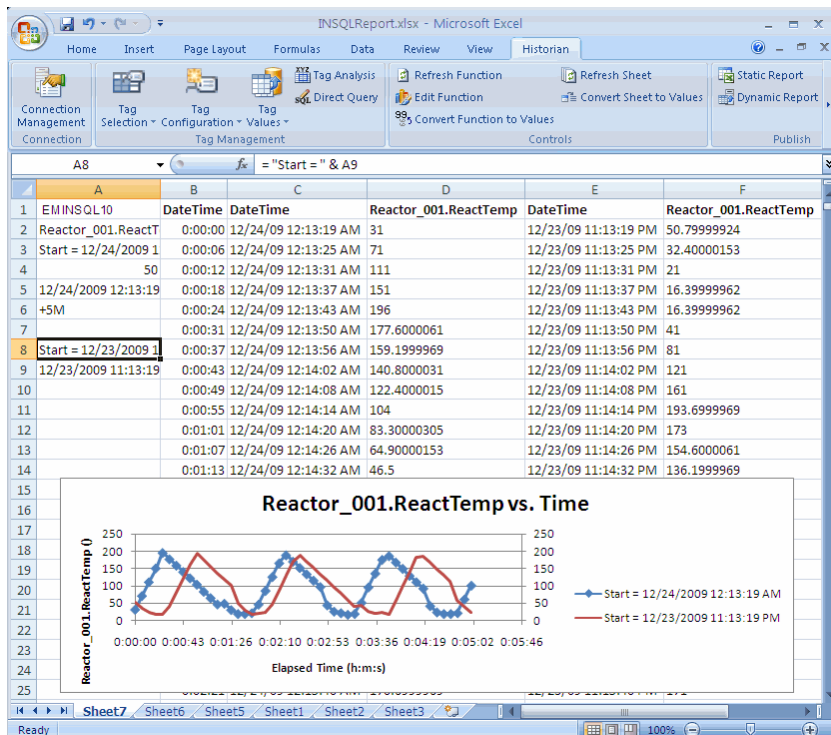 INSQLReport.xlsx - Microsoft Excel
Home Insert Page Layout Formulas Data Review View Historian
Connection Management
Tag Selection
Tag Configuration
Tag Values
XYZ Tag Analysis
SQL Direct Query
Refresh Function
Edit Function
99, Convert Function to Values
Refresh Sheet
Convert Sheet to Values
Static Report
Dynamic Report
Connection Tag Management Controls Publish
A8 fx = "Start = " & A9
A B C D E F
1 EMINSQL10 DateTime DateTime Reactor_001.ReactTemp DateTime Reactor_001.ReactTemp
2 Reactor_001.ReactT 0:00:00 12/24/09 12:13:19 AM 31 12/23/09 11:13:19 PM 50.79999924
3 Start = 12/24/2009 1 0:00:06 12/24/09 12:13:25 AM 71 12/23/09 11:13:25 PM 32.40000153
4 50 0:00:12 12/24/09 12:13:31 AM 111 12/23/09 11:13:31 PM 21
5 12/24/2009 12:13:19 0:00:18 12/24/09 12:13:37 AM 151 12/23/09 11:13:37 PM 16.39999962
6 +5M 0:00:24 12/24/09 12:13:43 AM 196 12/23/09 11:13:43 PM 16.39999962
7 0:00:31 12/24/09 12:13:50 AM 177.6000061 12/23/09 11:13:50 PM 41
8 Start = 12/23/2009 1 0:00:37 12/24/09 12:13:56 AM 159.1999969 12/23/09 11:13:56 PM 81
9 12/23/2009 11:13:19 0:00:43 12/24/09 12:14:02 AM 140.8000031 12/23/09 11:14:02 PM 121
10 0:00:49 12/24/09 12:14:08 AM 122.4000015 12/23/09 11:14:08 PM 161
11 0:00:55 12/24/09 12:14:14 AM 104 12/23/09 11:14:14 PM 193.6999969
12 0:01:01 12/24/09 12:14:20 AM 83.30000305 12/23/09 11:14:20 PM 173
13 0:01:07 12/24/09 12:14:26 AM 64.90000153 12/23/09 11:14:26 PM 154.6000061
14 0:01:13 12/24/09 12:14:32 AM 46.5 12/23/09 11:14:32 PM 136.1999969
15
16
17
18
19
20
21
22
23
24
25
Reactor_001.ReactTemp vs. Time
Reactor_001.ReactTemp ()
250 250
200 200
150 150
100 100
50 50
0 0
Start = 12/24/2009 12:13:19 AM
Start = 12/23/2009 11:13:19 PM
0:00:00 0:00:43 0:01:26 0:02:10 0:02:53 0:03:36 0:04:19 0:05:02 0:05:46
Elapsed Time (h:m:s)
Sheet7 Sheet6 Sheet5 Sheet1 Sheet2 Sheet3
Ready 100%